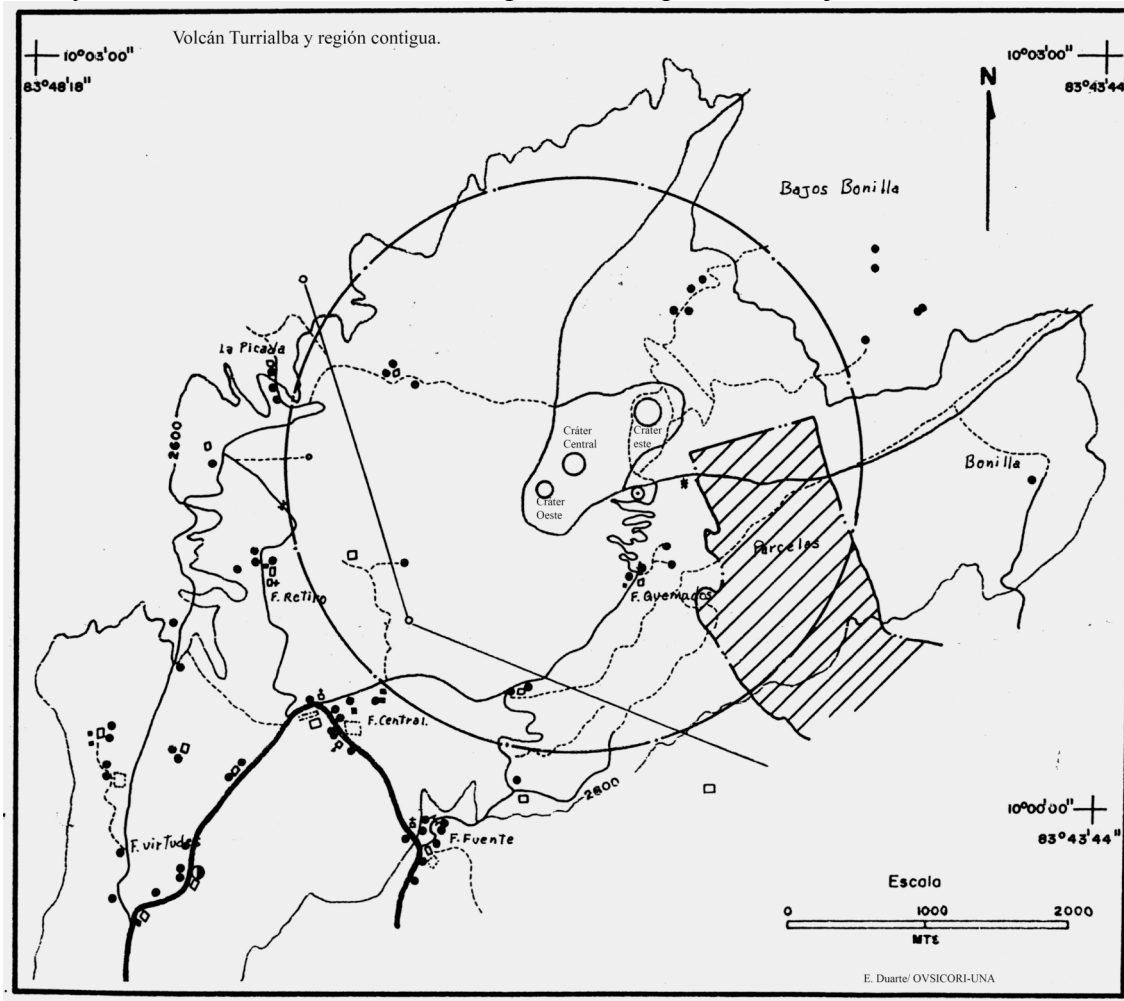 Volcán Turrialba y región contigua.
10°03'00"
83°48'18"
10°03'00"
83°43'44"
N
Bajos Bonilla
La Picada
2600
Cráter
Central
Cráter
este
Cráter
Oeste
Bonilla
Parcelas
F. Retiro
F. Quemados
F. Central.
2800
F. Virtudes
F. Fuente
10°00'00"
83°43'44"
Escala
0 1000 2000
MTS
E. Duarte/ OVSICORI-UNA